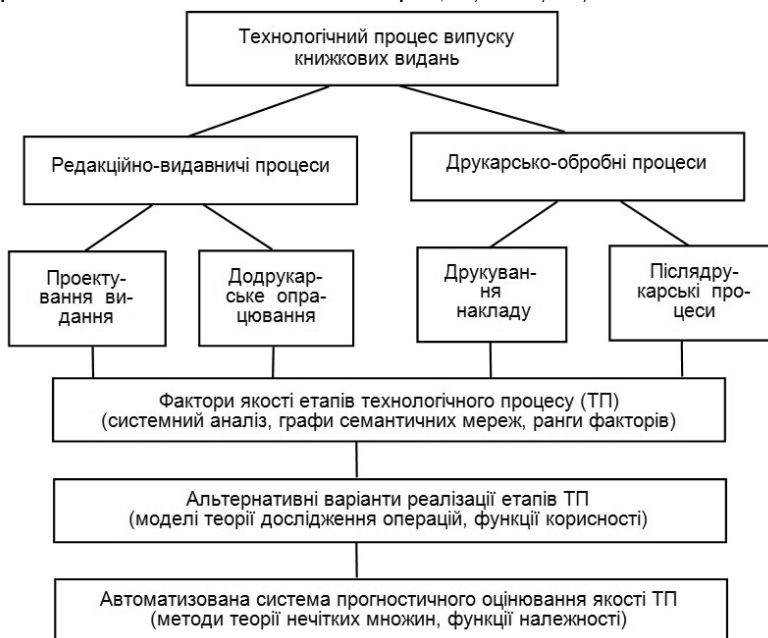 Технологічний процес випуску
книжкових видань
Редакційно-видавничі процеси
Друкарсько-обробні процеси
Проекту-
вання ви-
дання
Додрукар-
ське опра-
цювання
Друкуван-
ня
накладу
Післядру-
карські про-
цеси
Фактори якості етапів технологічного процесу (ТП)
(системний аналіз, графи семантичних мереж, ранги факторів)
Альтернативні варіанти реалізації етапів ТП
(моделі теорії дослідження операцій, функції корисності)
Автоматизована система прогностичного оцінювання якості ТП
(методи теорії нечітких множин, функції належності)